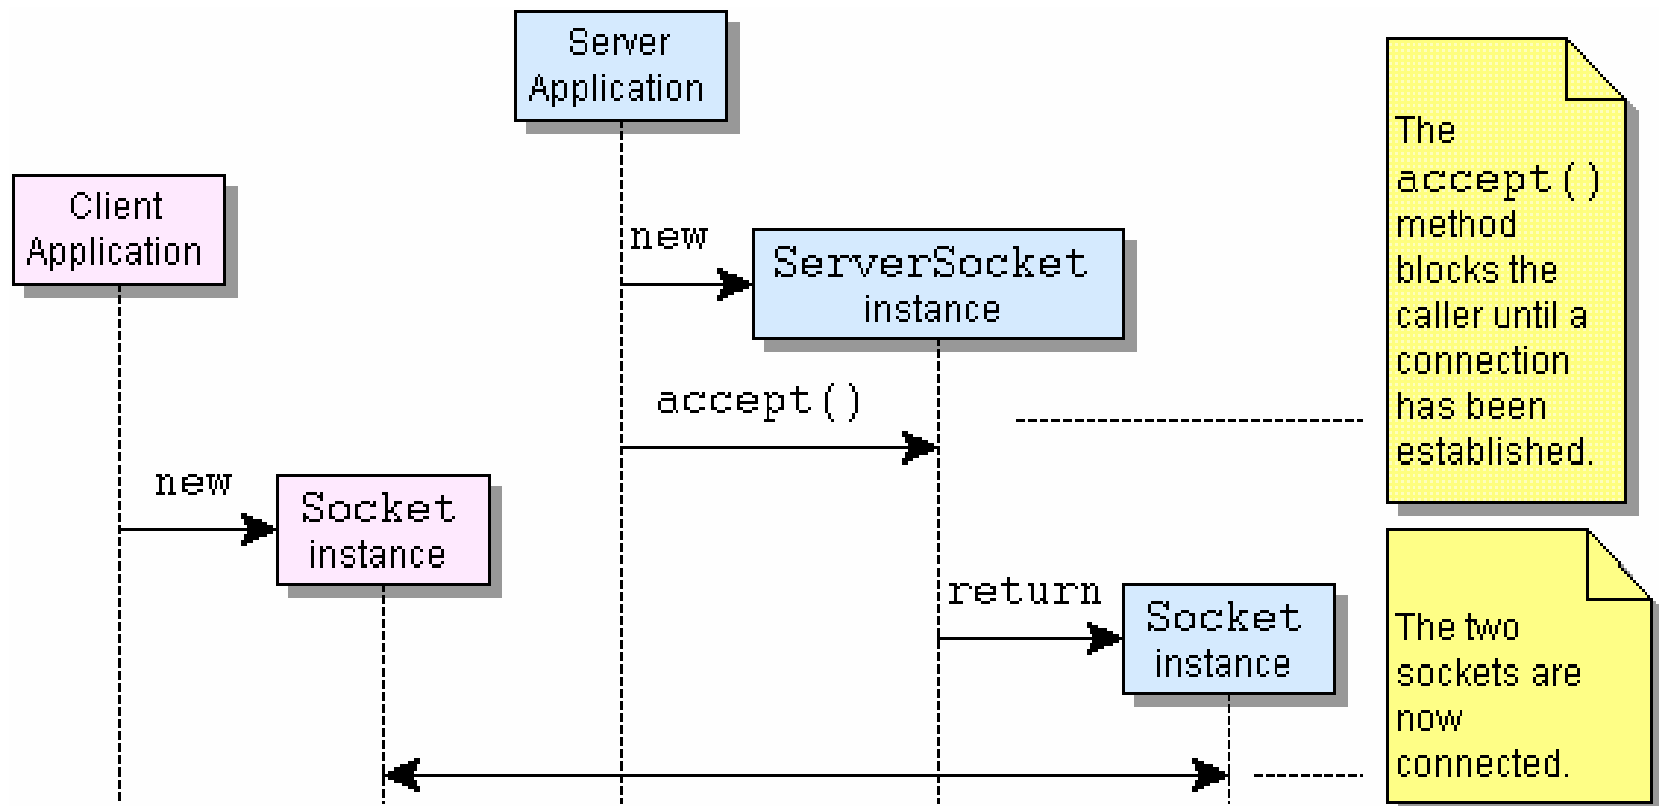 Server
Application
Client
Application
new
ServerSocket
instance
accept()
new
Socket
instance
return
Socket
instance
The
accept()
method
blocks the
caller until a
connection
has been
established.
The two
sockets are
now
connected.